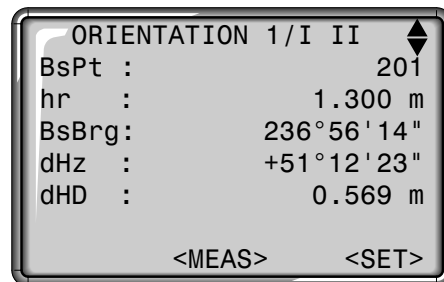 ORIENTATION 1/I II
BsPt : 201
hr : 1.300 m
BsBrg: 236°56'14"
dHz : +51°12'23"
dHD : 0.569 m
<MEAS> <SET>